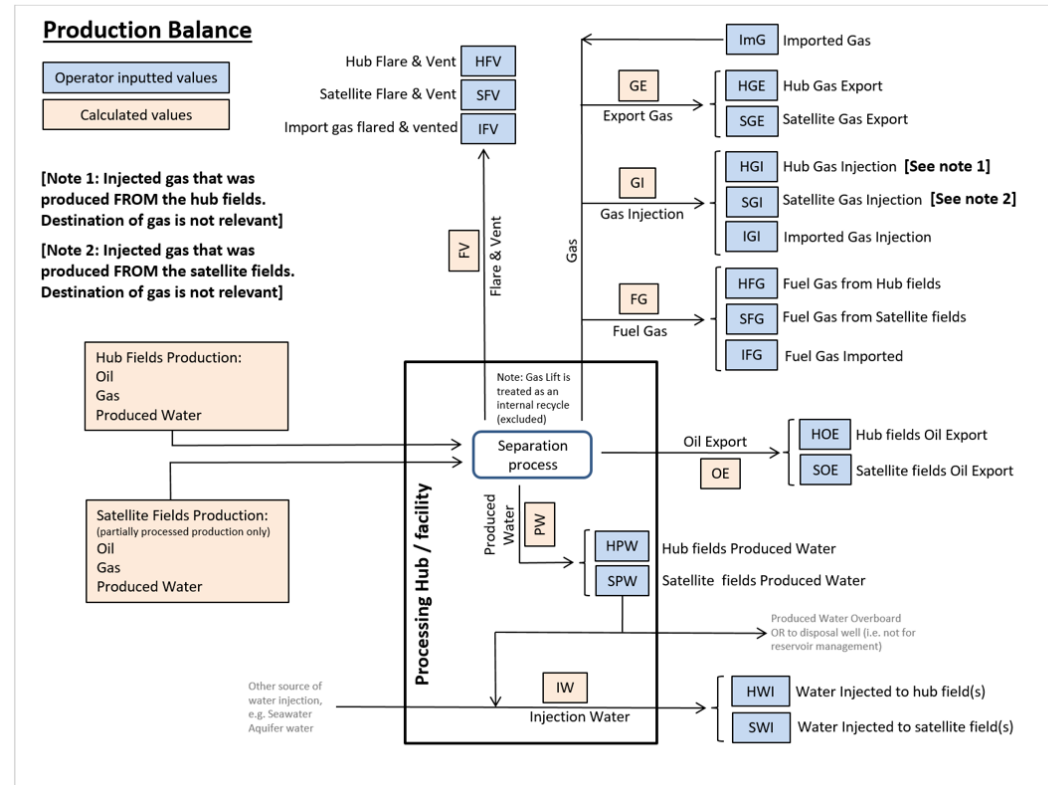 Production Balance
Operator inputted values
Calculated values
[Note 1: Injected gas that was
produced FROM the hub fields.
Destination of gas is not relevant]
[Note 2: Injected gas that was
produced FROM the satellite fields.
Destination of gas is not relevant]
Hub Flare & Vent HFV
Satellite Flare & Vent SFV
Import gas flared & vented IFV
FV
Flare & Vent
Gas
ImG Imported Gas
GE
Export Gas
HGE Hub Gas Export
SGE Satellite Gas Export
GI
Gas Injection
HGI Hub Gas Injection [See note 1]
SGI Satellite Gas Injection [See note 2]
IGI Imported Gas Injection
FG
Fuel Gas
HFG Fuel Gas from Hub fields
SFG Fuel Gas from Satellite fields
IFG Fuel Gas Imported
Hub Fields Production:
Oil
Gas
Produced Water
Satellite Fields Production:
(partially processed production only)
Oil
Gas
Produced Water
Processing Hub / facility
Note: Gas Lift is
treated as an
internal recycle
(excluded)
Separation
process
Oil Export
OE
HOE Hub fields Oil Export
SOE Satellite fields Oil Export
Produced
Water
PW
HPW Hub fields Produced Water
SPW Satellite fields Produced Water
Produced Water Overboard
OR to disposal well (i.e. not for
reservoir management)
Other source of
water injection,
e.g. Seawater
Aquifer water
IW
Injection Water
HWI Water Injected to hub field(s)
SWI Water Injected to satellite field(s)